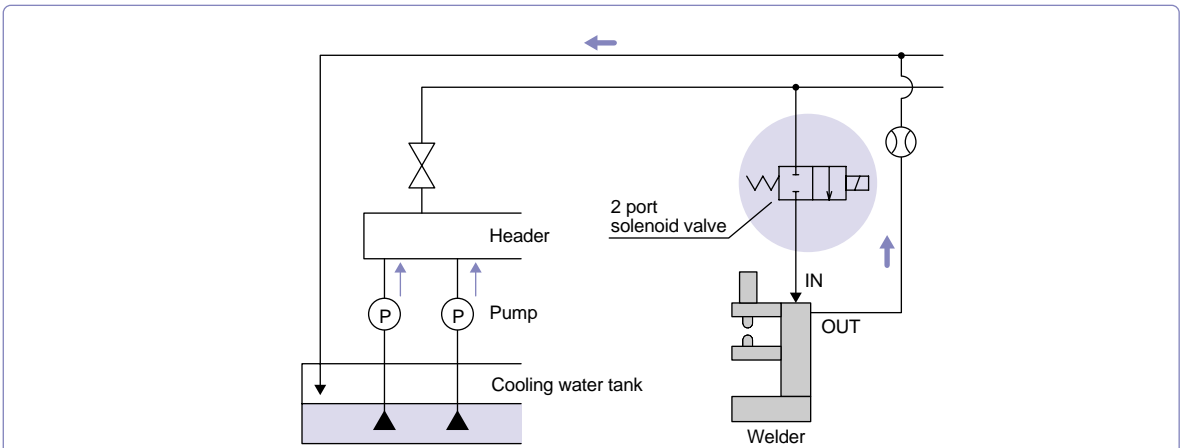 2 port
solenoid valve
Header
IN
P
P
Pump
OUT
Cooling water tank
Welder